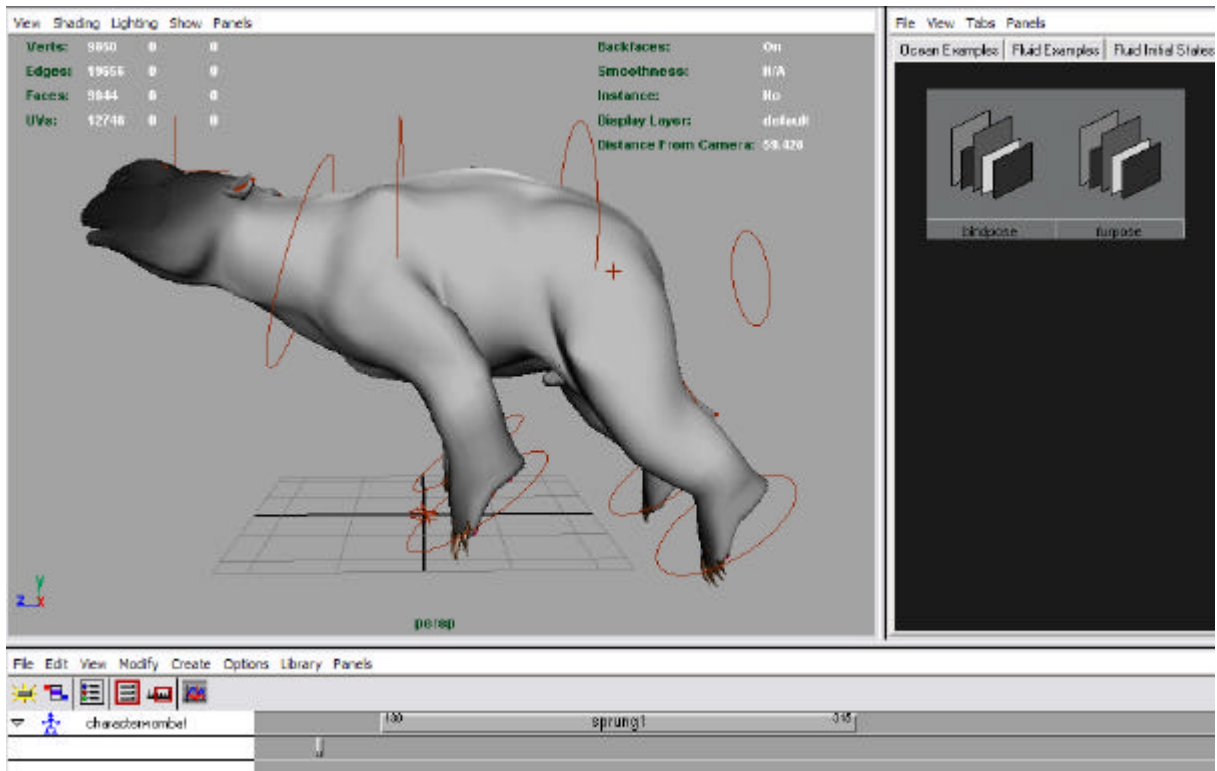 View Shading Lighting Show Panels
Verts: 9860 0 0
Edges: 19656 0 0
Faces: 9844 0 0
UVs: 12748 0 0
Backfaces: On
Smoothness: N/A
Instance: No
Display Layer: default
Distance From Camera: 59.428
y
z x
persp
File View Tabs Panels
Ocean Examples Fluid Examples Fluid Initial States
bindpose furpose
File Edit View Modify Create Options Library Panels
sprung1